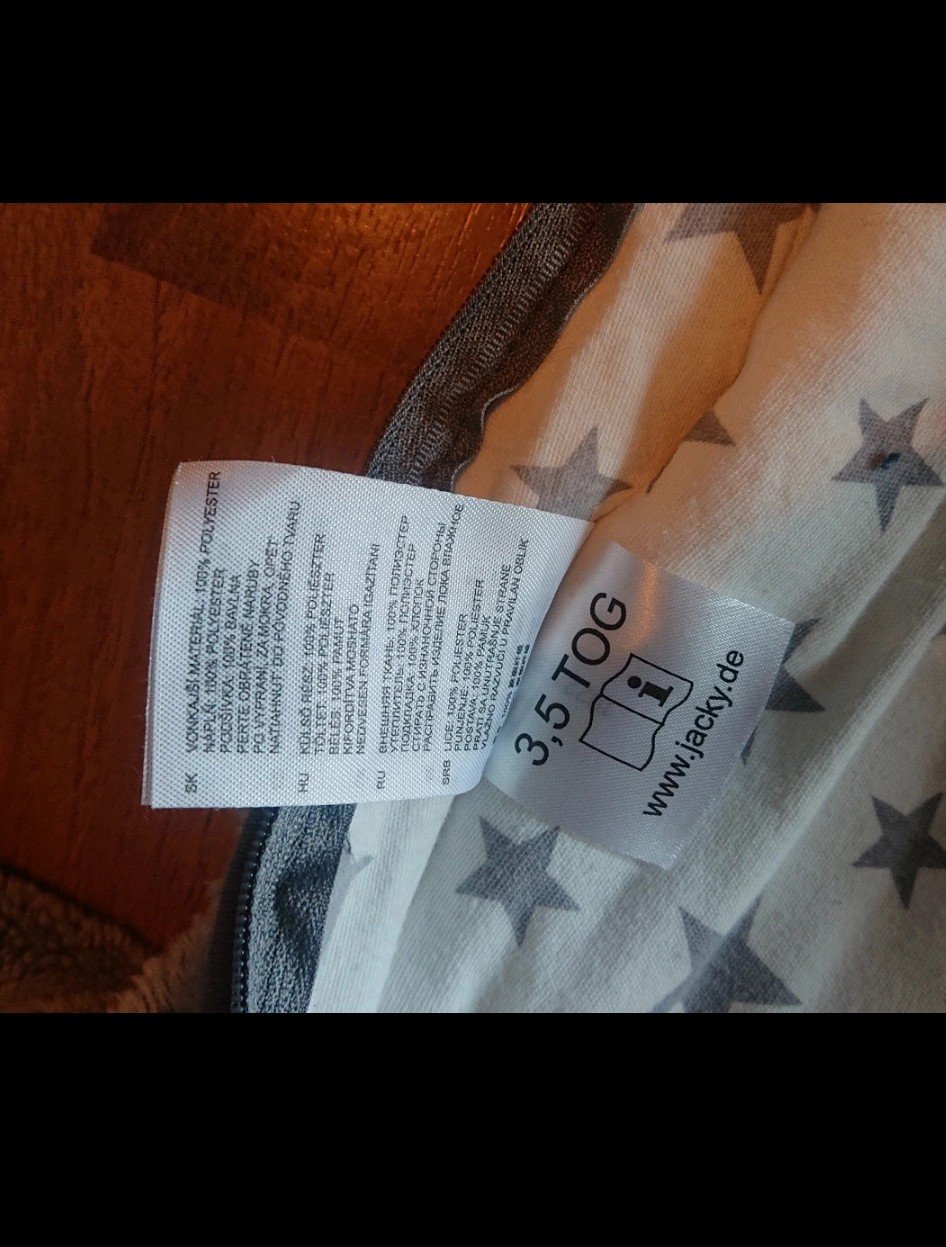 SK VONKAJŠÍ MATERIÁL: 100% POLYESTER
NÁPLŇ: 100% POLYESTER
PODŠÍVKA: 100% BAVLNA
PERTE OBRÁTENÉ NARUBY
PO VYPRANÍ ZA MOKRA OPÄŤ
NATIAHNUŤ DO PÔVODNÉHO TVARU
HU KÜLSŐ RÉSZ: 100% POLIÉSZTER
TÖLTET: 100% POLIÉSZTER
BÉLÉS: 100% PAMUT
KIFORDÍTVA MOSHATÓ
NEDVESEN FORMÁRA IGAZÍTANI
RU ВНЕШНЯЯ ТКАНЬ: 100% ПОЛИЭСТЕР
УТЕПЛИТЕЛЬ: 100% ПОЛИЭСТЕР
ПОДКЛАДКА: 100% ХЛОПОК
СТИРАТЬ С ИЗНАНОЧНОЙ СТОРОНЫ
РАСПРАВИТЬ ИЗДЕЛИЕ ПОКА ВЛАЖНОЕ
SRB LICE: 100% POLIESTER
PUNJENJE: 100% POLIESTER
POSTAVA: 100% PAMUK
PRATI SA UNUTRAŠNJE STRANE
VLAŽNO RAZVUĆI U PRAVILAN OBLIK
3,5 TOG
i
www.jacky.de